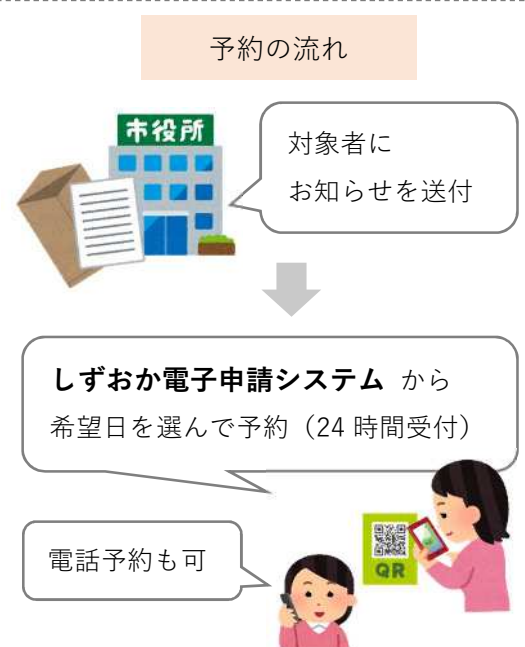 予約の流れ
市役所
対象者に
お知らせを送付
しずおか電子申請システム から
希望日を選んで予約（24 時間受付）
QR
電話予約も可